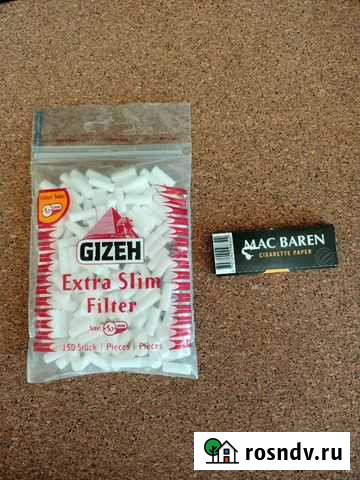 GIZEH
Extra Slim
Filter
150 Stück | Pieces | Pièces
MAC BAREN
CIGARETTE PAPER
rosndv.ru